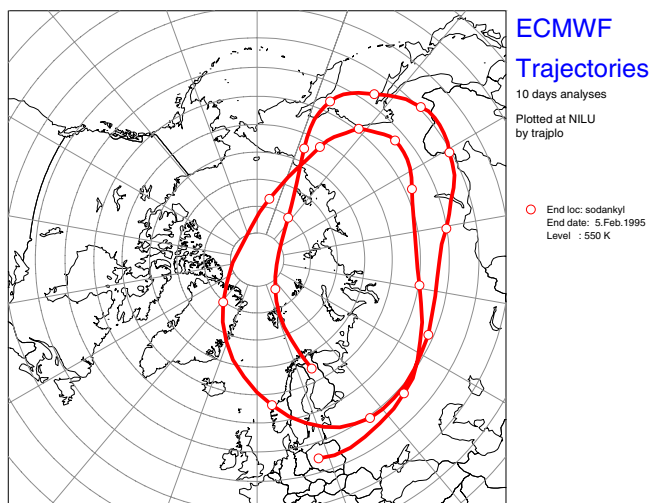 ECMWF
Trajectories
10 days analyses
Plotted at NILU
by trajplo
End loc: sodankyl
End date:  5.Feb.1995
Level   : 550 K